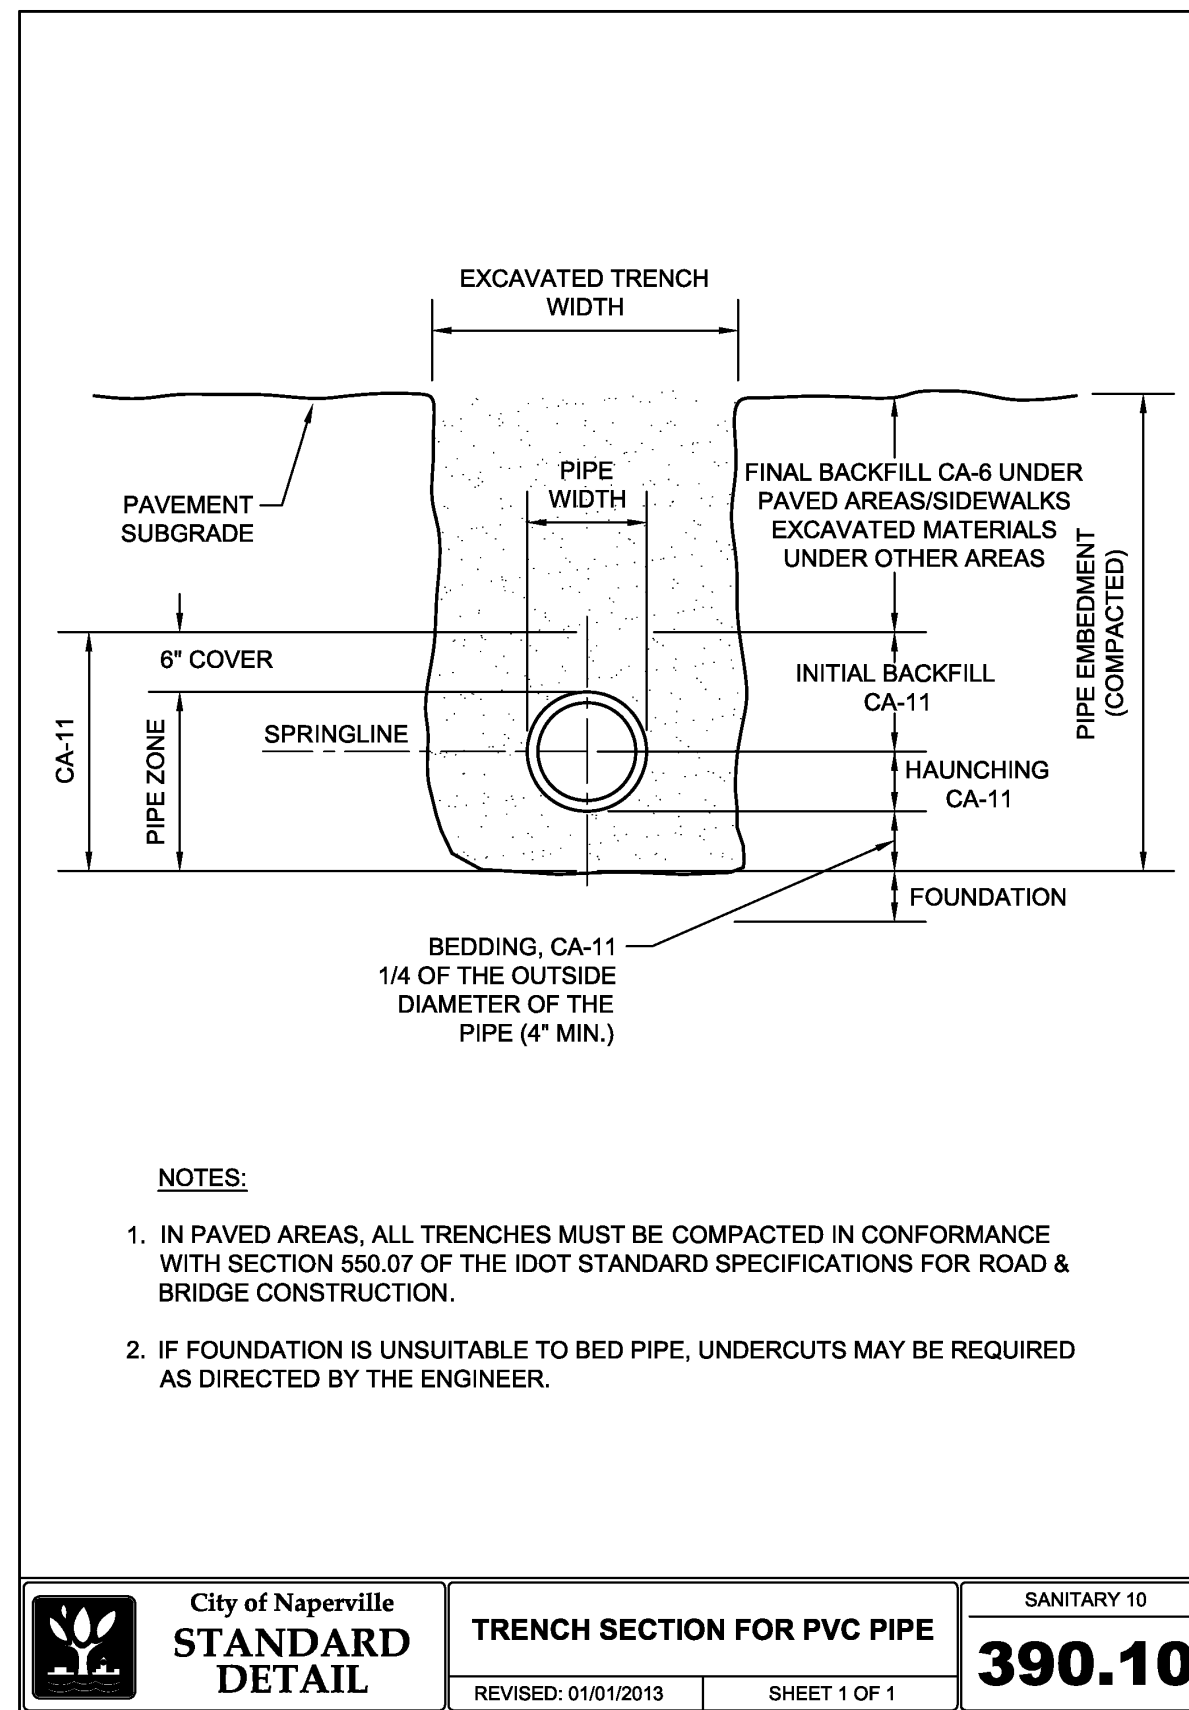 EXCAVATED TRENCH
WIDTH
PIPE
WIDTH
FINAL BACKFILL CA-6 UNDER
PAVED AREAS/SIDEWALKS
EXCAVATED MATERIALS
UNDER OTHER AREAS
PAVEMENT
SUBGRADE
PIPE EMBEDMENT
(COMPACTED)
6" COVER
INITIAL BACKFILL
CA-11
CA-11
PIPE ZONE
SPRINGLINE
HAUNCHING
CA-11
FOUNDATION
BEDDING, CA-11
1/4 OF THE OUTSIDE
DIAMETER OF THE
PIPE (4" MIN.)
NOTES:
1. IN PAVED AREAS, ALL TRENCHES MUST BE COMPACTED IN CONFORMANCE
WITH SECTION 550.07 OF THE IDOT STANDARD SPECIFICATIONS FOR ROAD &
BRIDGE CONSTRUCTION.
2. IF FOUNDATION IS UNSUITABLE TO BED PIPE, UNDERCUTS MAY BE REQUIRED
AS DIRECTED BY THE ENGINEER.
City of Naperville
STANDARD
DETAIL
TRENCH SECTION FOR PVC PIPE
REVISED: 01/01/2013
SHEET 1 OF 1
SANITARY 10
390.10